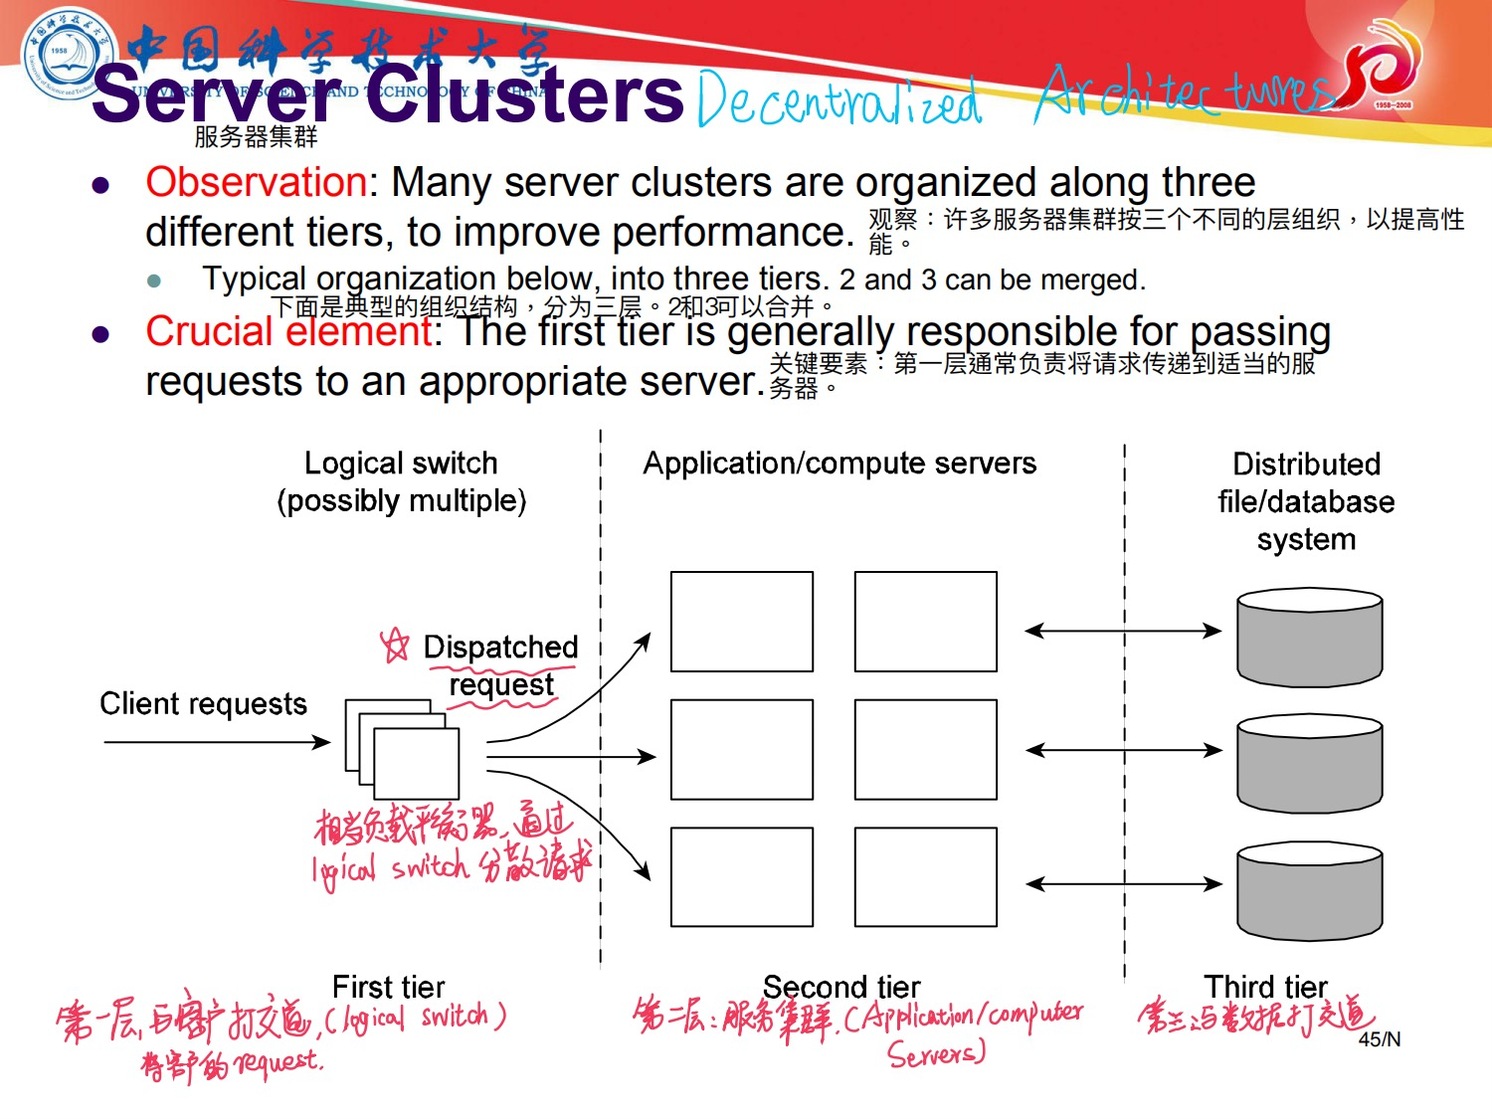 中国科学技术大学
UNIVERSITY OF SCIENCE AND TECHNOLOGY OF CHINA
1958
1958—2008
Server Clusters Decentralized Architectures
服务器集群
Observation: Many server clusters are organized along three
different tiers, to improve performance.
观察：许多服务器集群按三个不同的层组织，以提高性
能。
Typical organization below, into three tiers. 2 and 3 can be merged.
下面是典型的组织结构，分为三层。2和3可以合并。
Crucial element: The first tier is generally responsible for passing
requests to an appropriate server.
关键要素：第一层通常负责将请求传递到适当的服
务器。
Logical switch
(possibly multiple)
Application/compute servers
Distributed
file/database
system
Dispatched
request
Client requests
相当负载平衡器，通过
logical switch 分散请求
First tier
Second tier
Third tier
第一层，与客户打交道，(logical switch)
客户的request.
第二层：服务集群，(Application/computer
Servers)
第三层与数据打交道
45/N